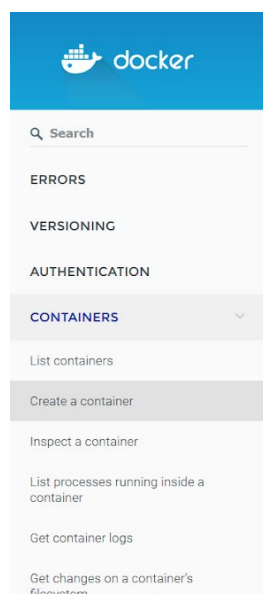 docker
Search
ERRORS
VERSIONING
AUTHENTICATION
CONTAINERS
List containers
Create a container
Inspect a container
List processes running inside a
container
Get container logs
Get changes on a container's
filesystem